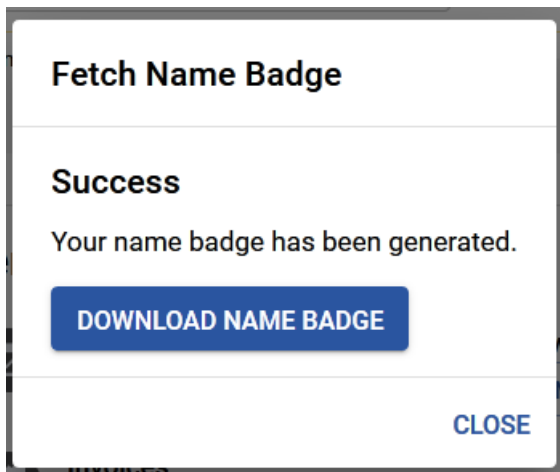 Fetch Name Badge
Success
Your name badge has been generated.
DOWNLOAD NAME BADGE
CLOSE